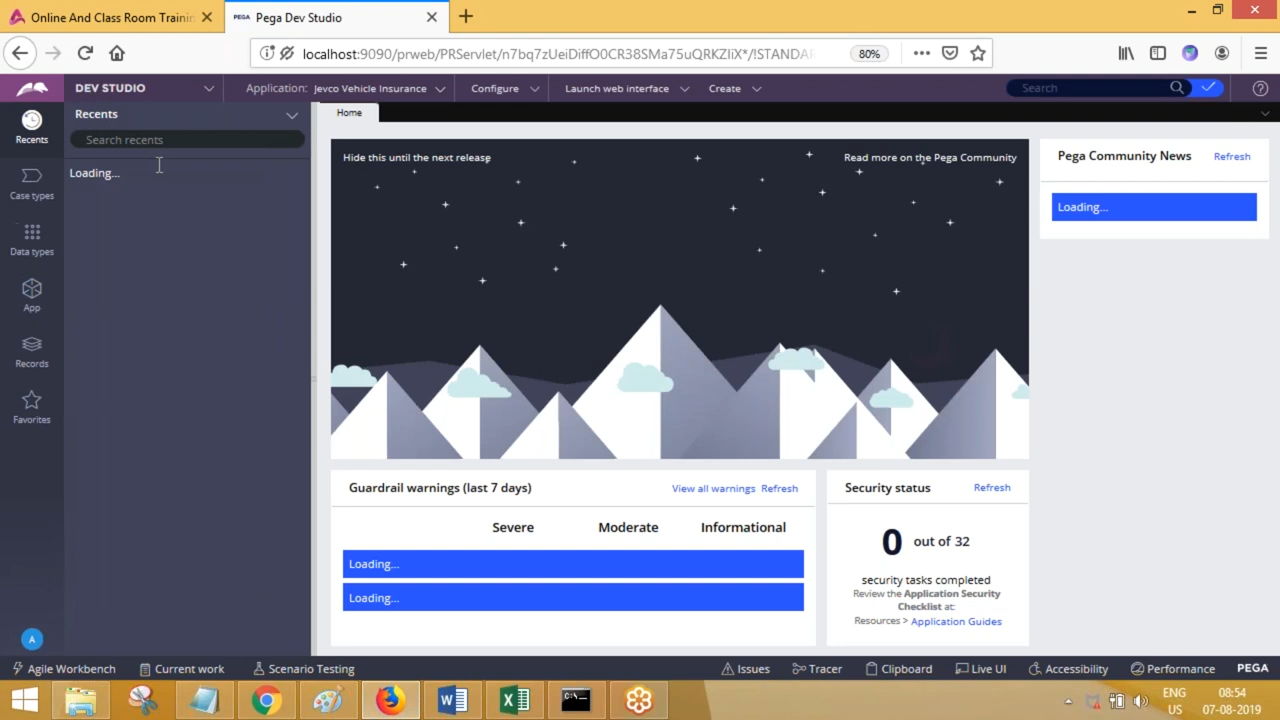 Online And Class Room Trainin
PEGA Pega Dev Studio
localhost:9090/prweb/PRServlet/n7bq7zUeiDiffO0CR38SMa75uQRKZIiX*/!STANDA
80%
DEV STUDIO
Application: Jevco Vehicle Insurance
Configure
Launch web interface
Create
Search
Recents
Case types
Data types
App
Records
Favorites
A
Recents
Search recents
Loading...
Home
Hide this until the next release
Read more on the Pega Community
Pega Community News
Refresh
Loading...
Guardrail warnings (last 7 days)
View all warnings Refresh
Severe Moderate Informational
Loading...
Loading...
Security status
Refresh
0 out of 32
security tasks completed
Review the Application Security
Checklist at:
Resources > Application Guides
Agile Workbench
Current work
Scenario Testing
Issues
Tracer
Clipboard
Live UI
Accessibility
Performance
PEGA
ENG
US
08:54
07-08-2019